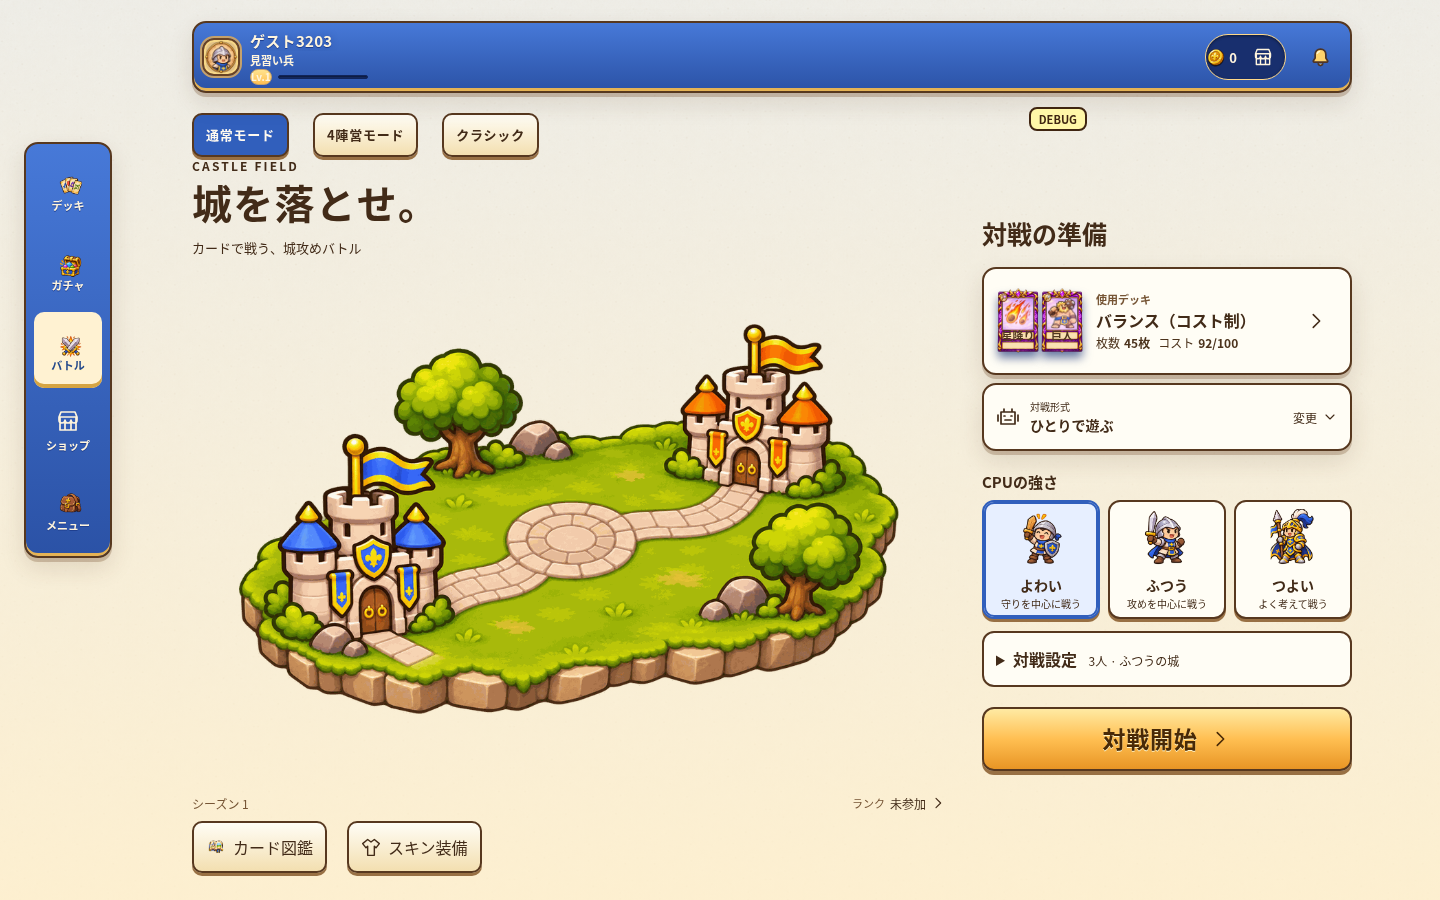 ゲスト3203
見習い兵
Lv.1
0
通常モード
4陣営モード
クラシック
DEBUG
CASTLE FIELD
城を落とせ。
カードで戦う、城攻めバトル
デッキ
ガチャ
バトル
ショップ
メニュー
対戦の準備
星降り
巨人
使用デッキ
バランス（コスト制）
枚数 45枚 コスト 92/100
対戦形式
ひとりで遊ぶ
変更
CPUの強さ
よわい
守りを中心に戦う
ふつう
攻めを中心に戦う
つよい
よく考えて戦う
対戦設定 3人 · ふつうの城
対戦開始
シーズン 1
ランク 未参加
カード図鑑
スキン装備